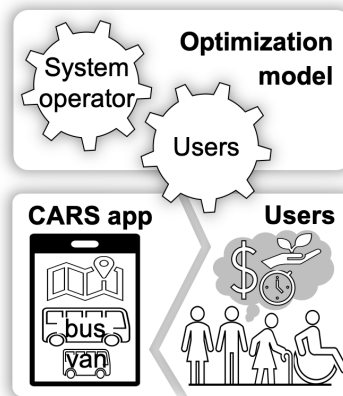 Optimization
model
System
operator
Users
CARS app
Users
$
bus
van